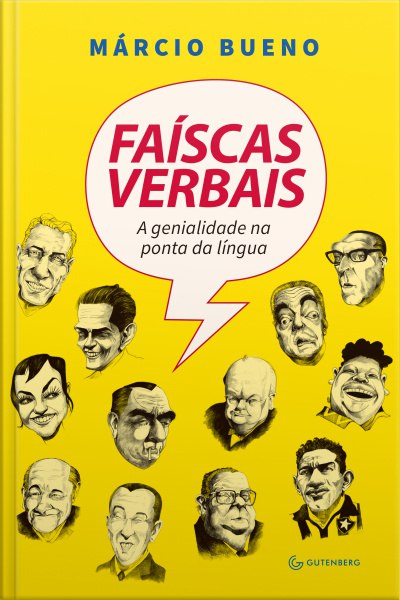 MÁRCIO BUENO
FAÍSCAS
VERBAIS
A genialidade na
ponta da língua
GUTENBERG